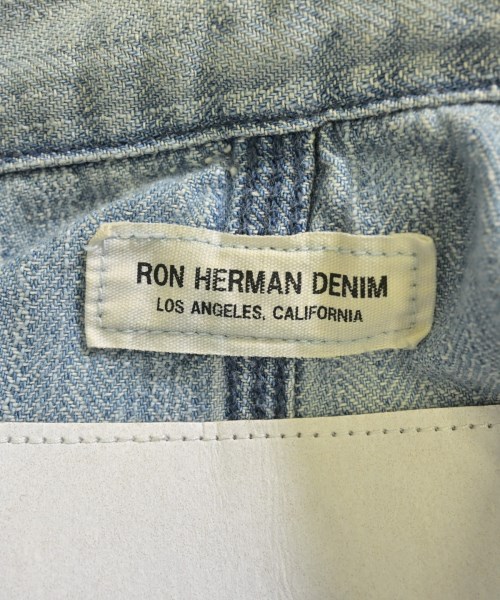 RON HERMAN DENIM
LOS ANGELES, CALIFORNIA